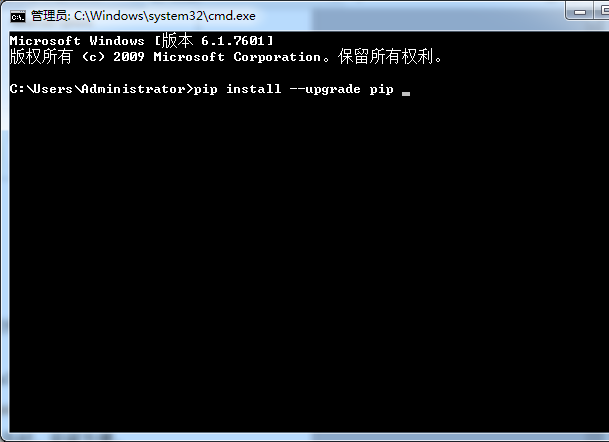 管理员: C:\Windows\system32\cmd.exe
Microsoft Windows [版本 6.1.7601]
版权所有 (c) 2009 Microsoft Corporation。保留所有权利。
C:\Users\Administrator>pip install --upgrade pip